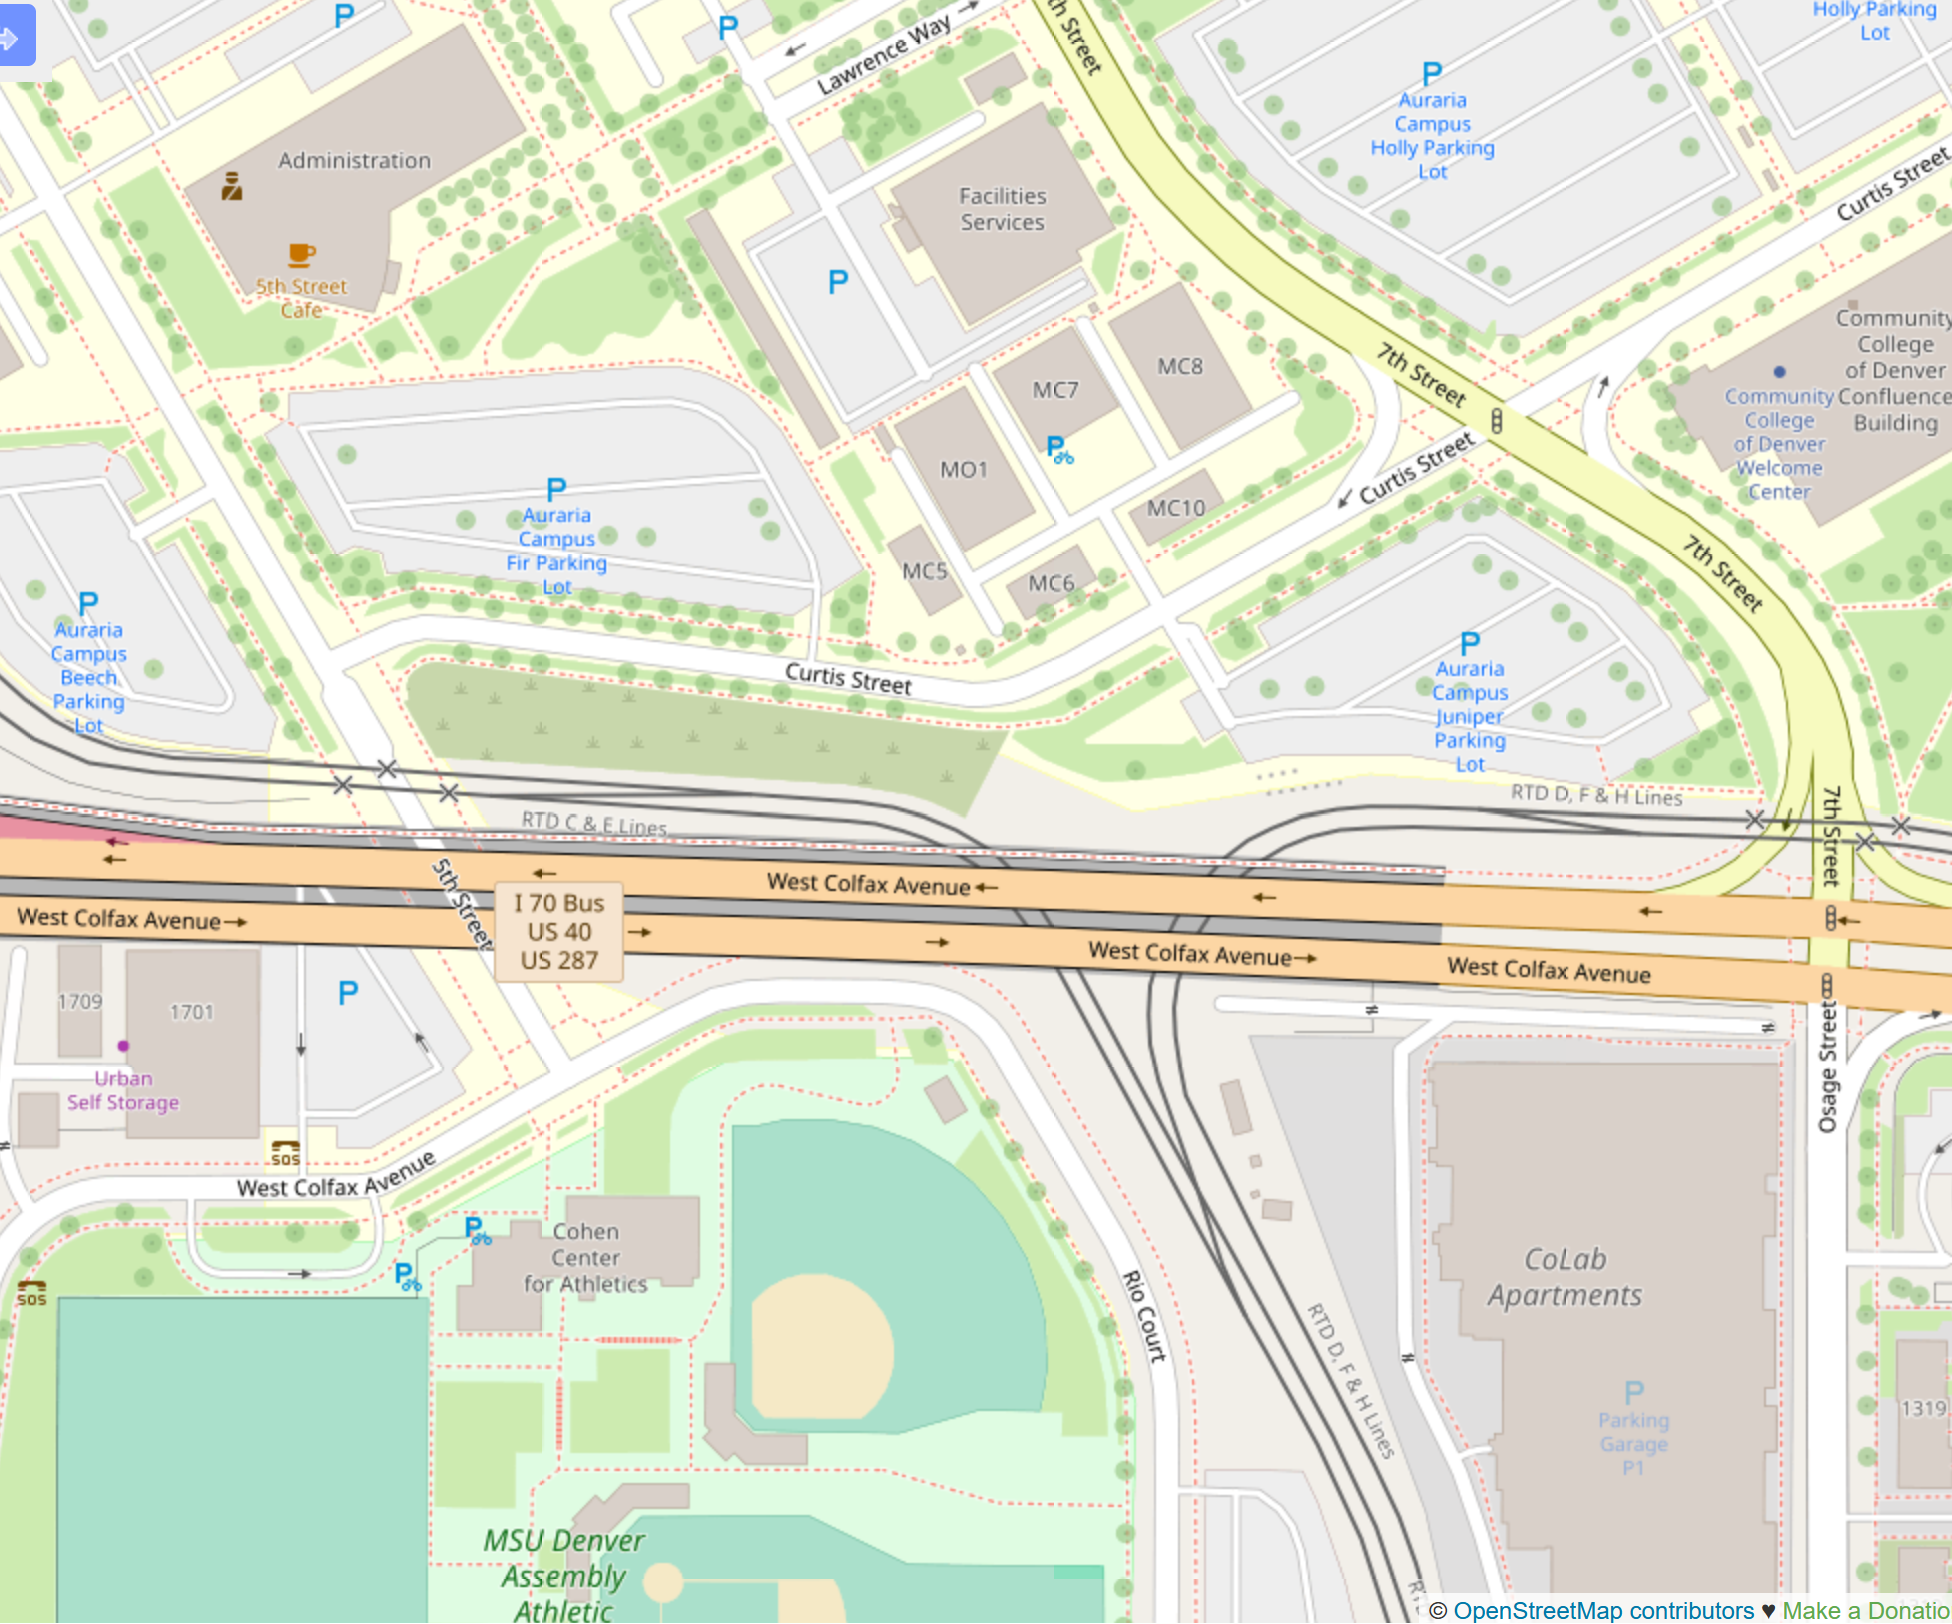 P
P
Lawrence Way
7th Street
P
Auraria
Campus
Holly Parking
Lot
Holly Parking
Lot
Administration
5th Street
Cafe
Facilities
Services
P
Curtis Street
MC7
MC8
7th Street
Community
College
of Denver
Confluence
Building
Community
College
of Denver
Welcome
Center
P
MO1
Curtis Street
MC10
P
Auraria
Campus
Fir Parking
Lot
MC5
MC6
7th Street
P
Auraria
Campus
Beech
Parking
Lot
Curtis Street
P
Auraria
Campus
Juniper
Parking
Lot
RTD D, F & H Lines
RTD C & E Lines
7th Street
5th Street
West Colfax Avenue
West Colfax Avenue
I 70 Bus
US 40
US 287
West Colfax Avenue
West Colfax Avenue
1709
1701
P
Osage Street
Urban
Self Storage
SOS
West Colfax Avenue
P
Cohen
Center
for Athletics
P
SOS
Rio Court
CoLab
Apartments
RTD D, F & H Lines
P
Parking
Garage
P1
1319
MSU Denver
Assembly
Athletic
© OpenStreetMap contributors ♥ Make a Donatio